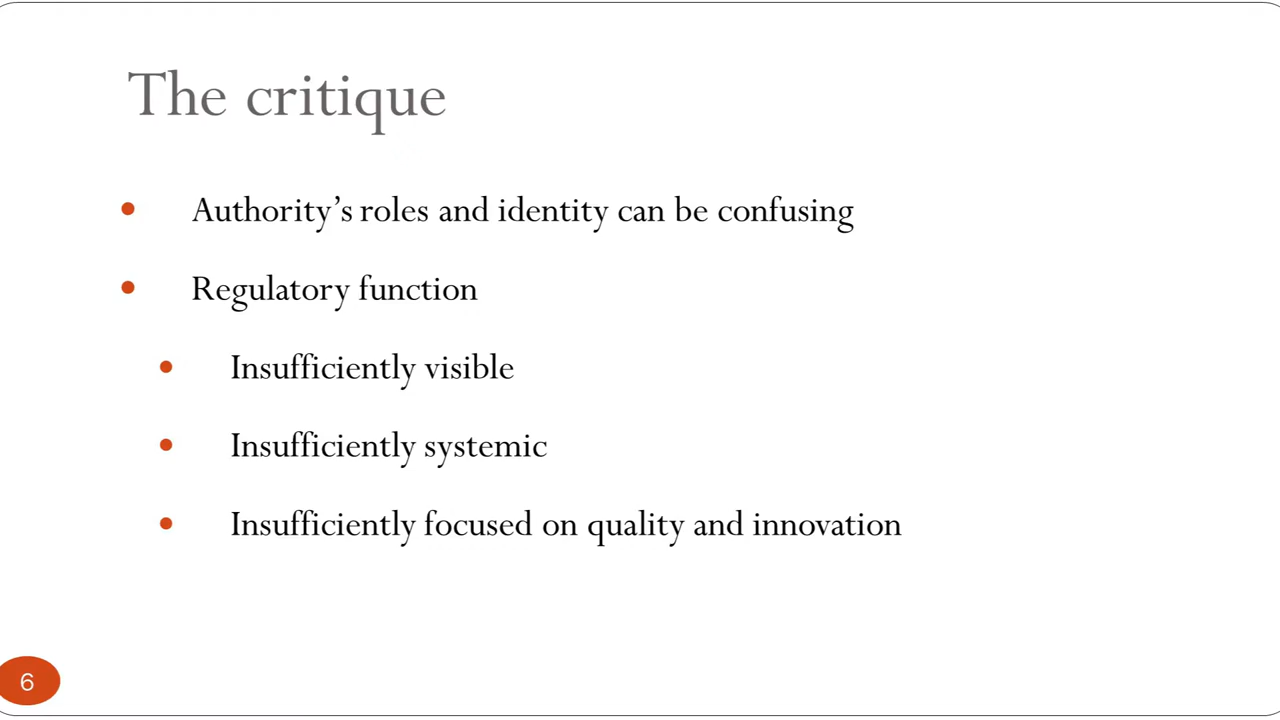 The critique
Authority’s roles and identity can be confusing
Regulatory function
Insufficiently visible
Insufficiently systemic
Insufficiently focused on quality and innovation
6